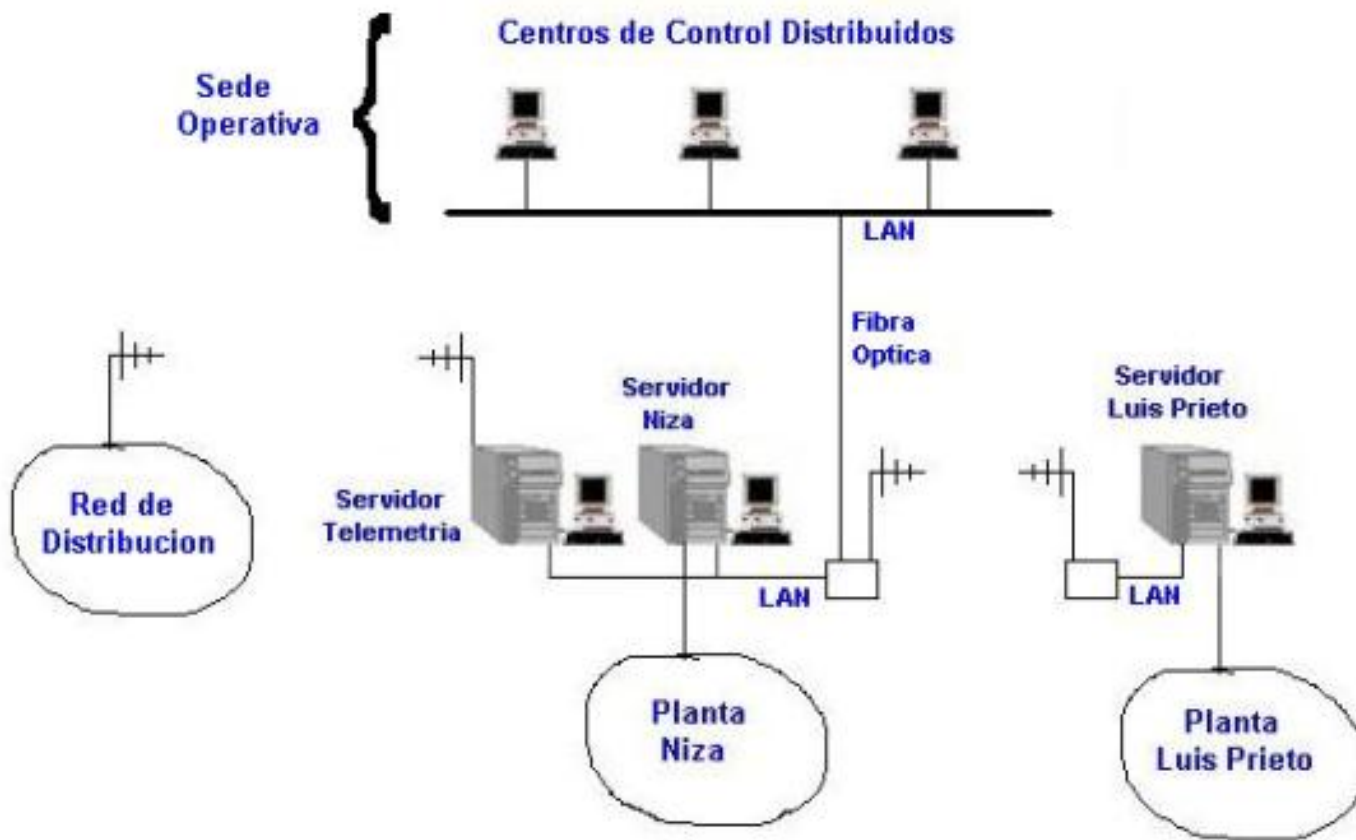 Centros de Control Distribuidos
Sede
Operativa
LAN
Fibra
Optica
Servidor
Niza
Servidor
Luis Prieto
Red de
Distribucion
Servidor
Telemetria
LAN
LAN
Planta
Niza
Planta
Luis Prieto